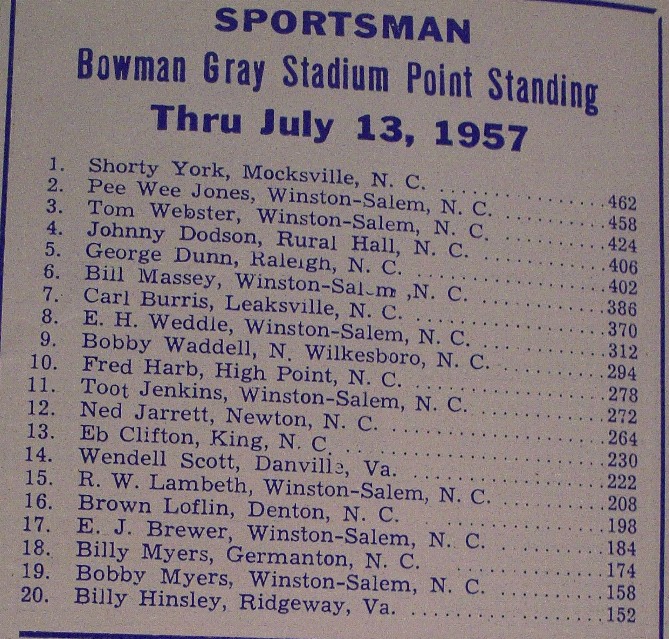 SPORTSMAN
Bowman Gray Stadium Point Standing
Thru July 13, 1957
1. Shorty York, Mocksville, N. C. 462
2. Pee Wee Jones, Winston-Salem, N. C. 458
3. Tom Webster, Winston-Salem, N. C. 424
4. Johnny Dodson, Rural Hall, N. C. 406
5. George Dunn, Raleigh, N. C. 402
6. Bill Massey, Winston-Salem ,N. C. 386
7. Carl Burris, Leaksville, N. C. 370
8. E. H. Weddle, Winston-Salem, N. C. 312
9. Bobby Waddell, N. Wilkesboro, N. C. 294
10. Fred Harb, High Point, N. C. 278
11. Toot Jenkins, Winston-Salem, N. C. 272
12. Ned Jarrett, Newton, N. C. 264
13. Eb Clifton, King, N. C. 230
14. Wendell Scott, Danville, Va. 222
15. R. W. Lambeth, Winston-Salem, N. C. 208
16. Brown Loflin, Denton, N. C. 198
17. E. J. Brewer, Winston-Salem, N. C. 184
18. Billy Myers, Germanton, N. C. 174
19. Bobby Myers, Winston-Salem, N. C. 158
20. Billy Hinsley, Ridgeway, Va. 152